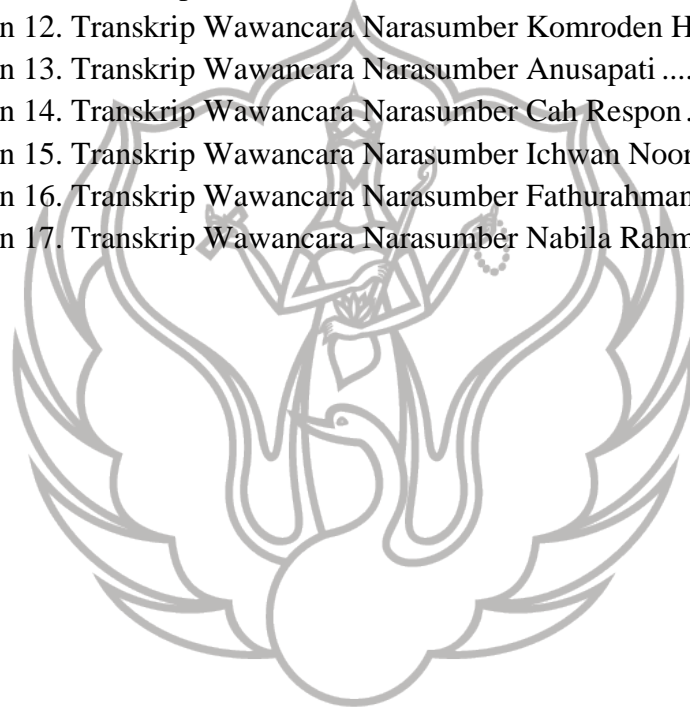 n 12. Transkrip Wawancara Narasumber Komroden H
n 13. Transkrip Wawancara Narasumber Anusapati ....
n 14. Transkrip Wawancara Narasumber Cah Respon .
n 15. Transkrip Wawancara Narasumber Ichwan Noor
n 16. Transkrip Wawancara Narasumber Fathurahman
n 17. Transkrip Wawancara Narasumber Nabila Rahm